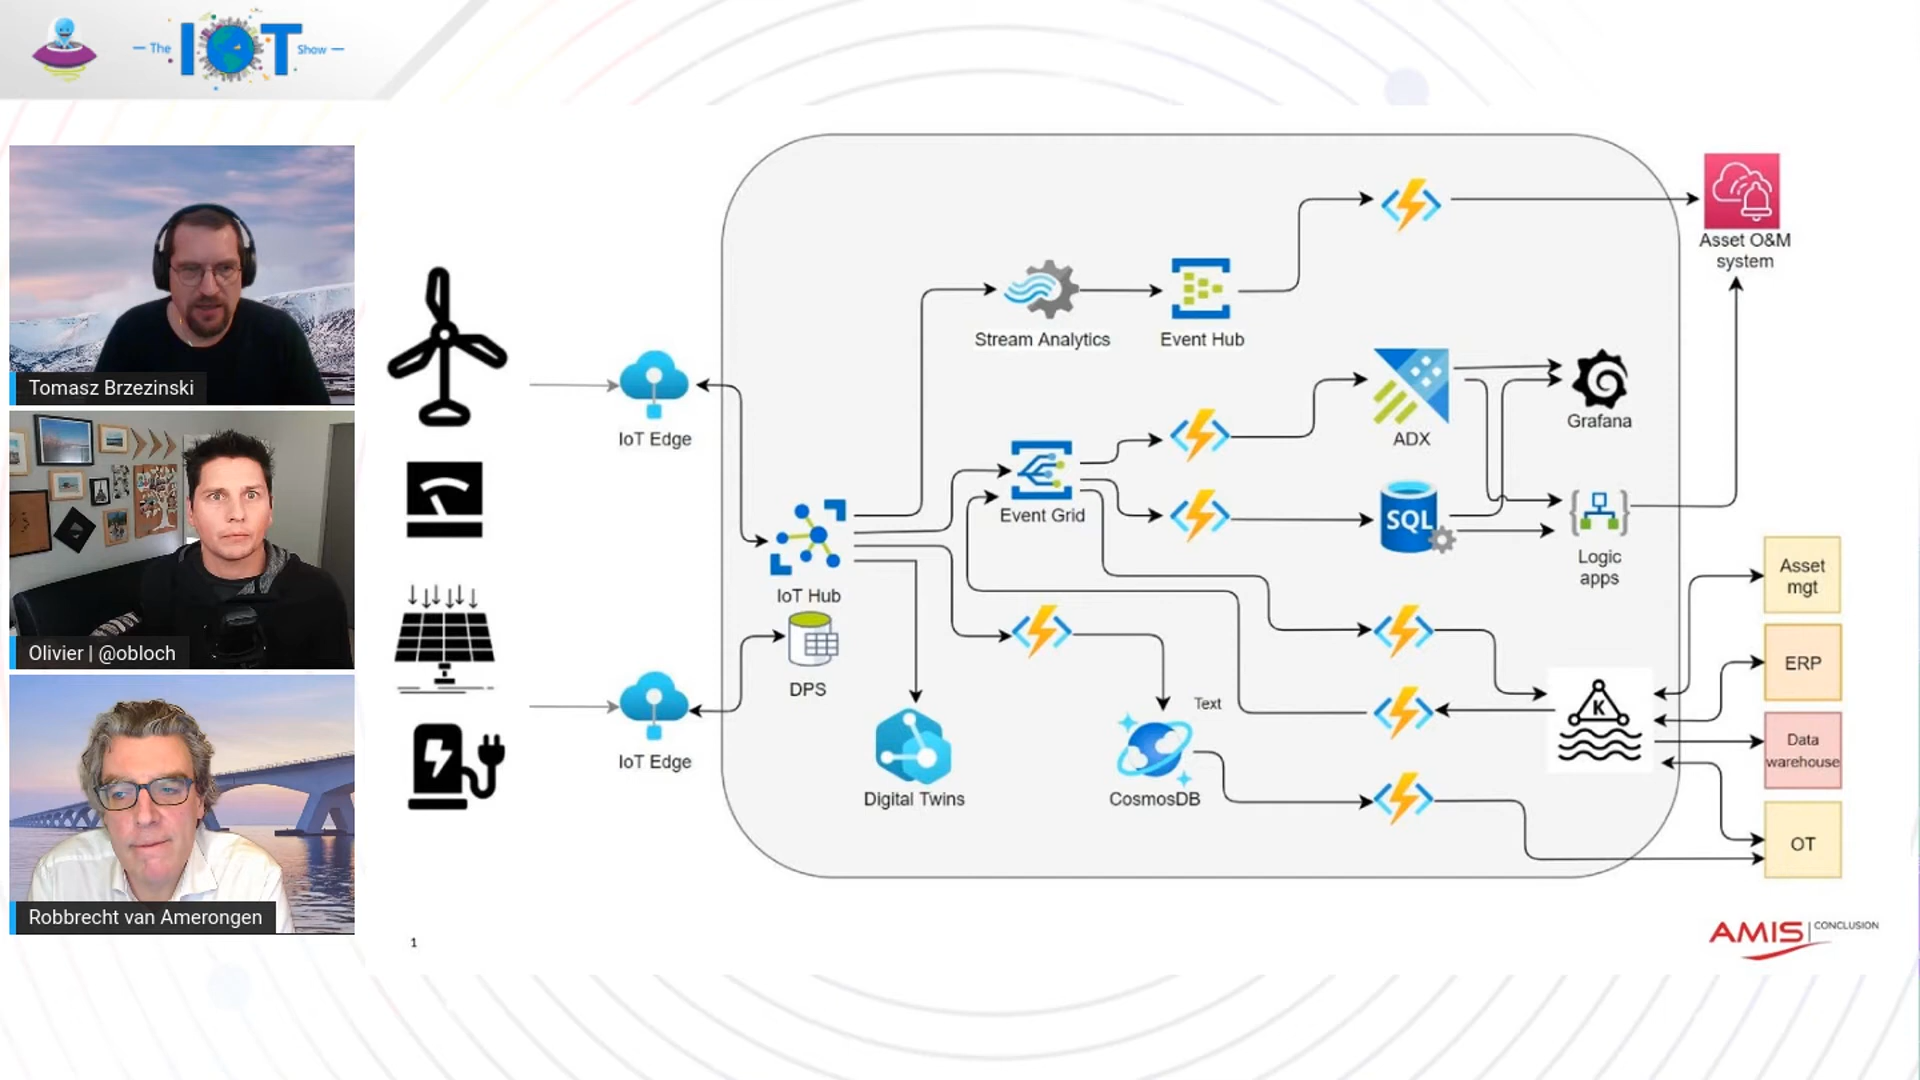 The IOT Show
Tomasz Brzezinski
Olivier | @obloch
Robbrecht van Amerongen
IoT Edge
IoT Edge
IoT Hub
DPS
Stream Analytics
Event Hub
Event Grid
Digital Twins
CosmosDB
Text
ADX
SQL
Grafana
Logic
apps
K
Asset O&M
system
Asset
mgt
ERP
Data
warehouse
OT
1
AMIS | CONCLUSION